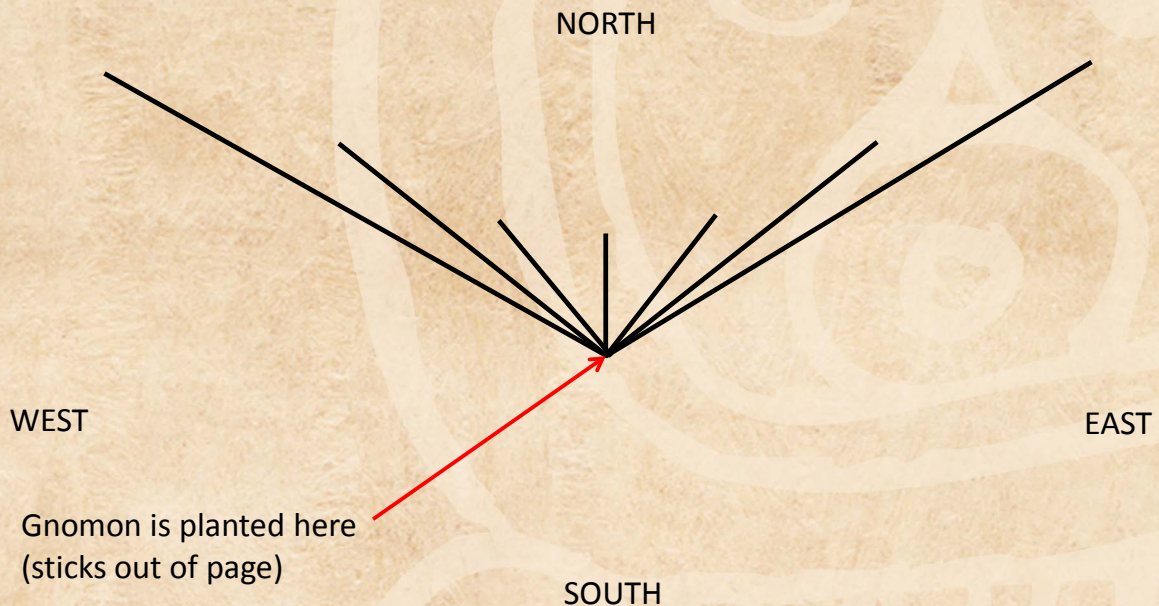 NORTH
WEST
EAST
Gnomon is planted here
(sticks out of page)
SOUTH